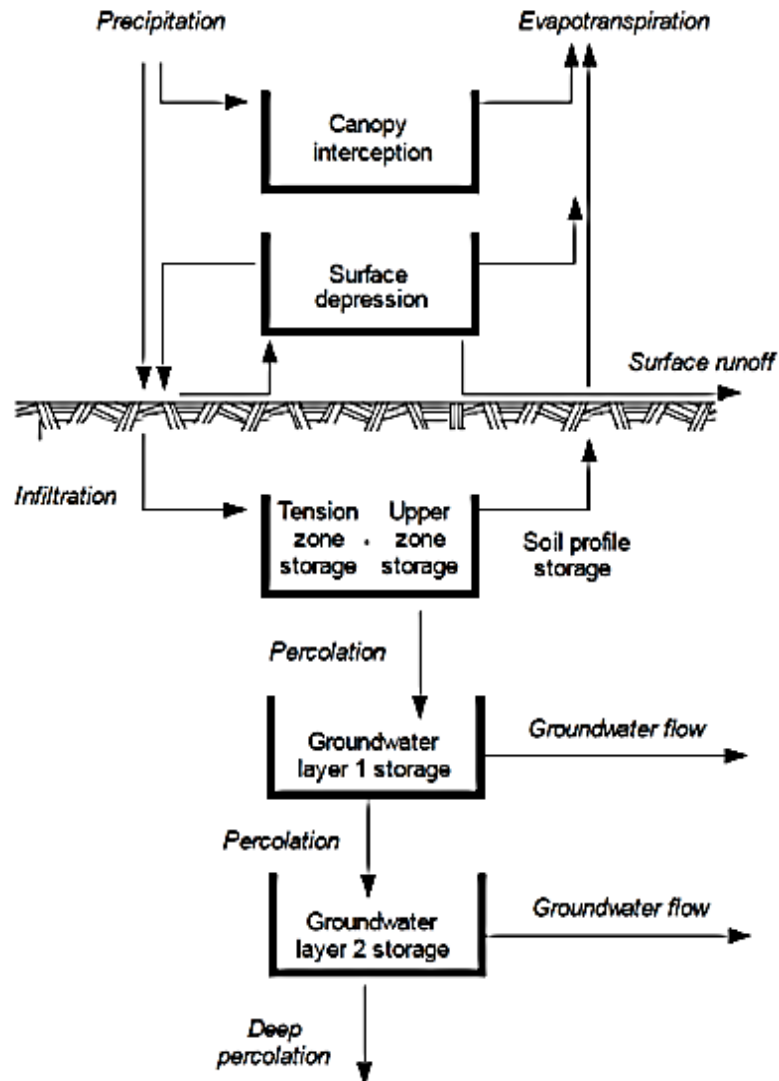 Precipitation
Evapotranspiration
Canopy
interception
Surface
depression
Surface runoff
Infiltration
Tension Upper
zone . zone
storage storage
Soil profile
storage
Percolation
Groundwater
layer 1 storage
Groundwater flow
Percolation
Groundwater
layer 2 storage
Groundwater flow
Deep
percolation